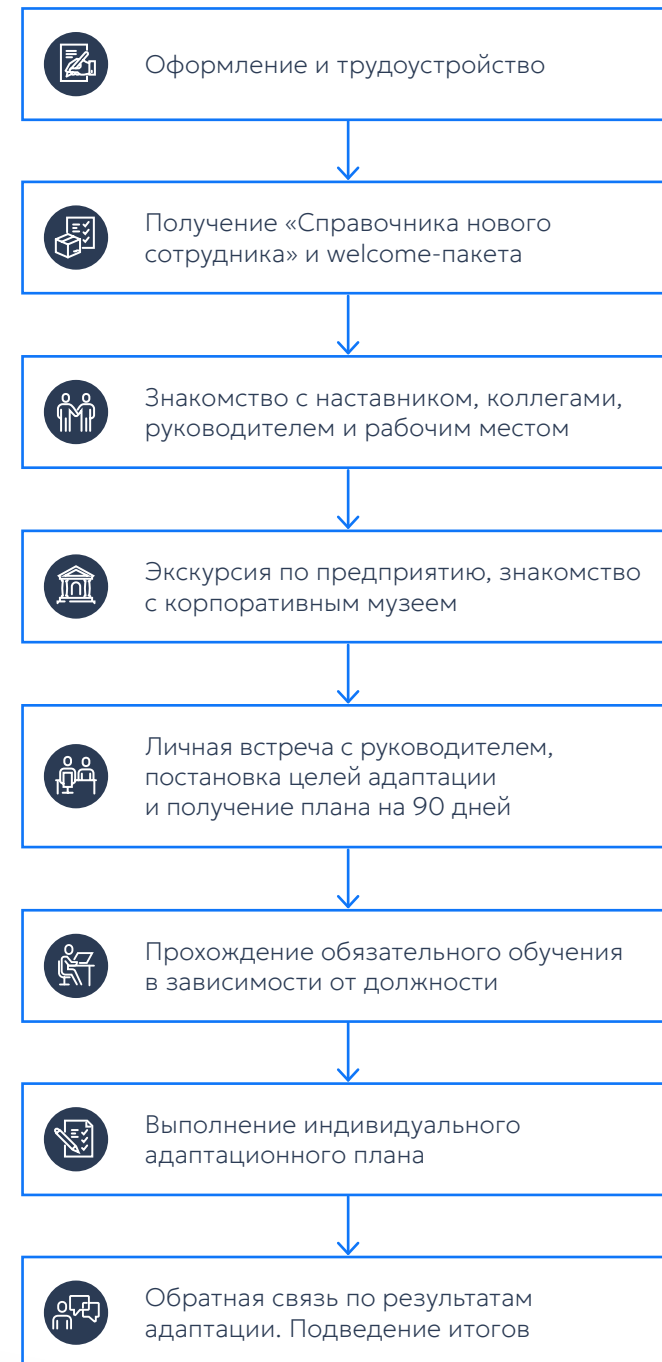 Оформление и трудоустройство
Получение «Справочника нового
сотрудника» и welcome-пакета
Знакомство с наставником, коллегами,
руководителем и рабочим местом
Экскурсия по предприятию, знакомство
с корпоративным музеем
Личная встреча с руководителем,
постановка целей адаптации
и получение плана на 90 дней
Прохождение обязательного обучения
в зависимости от должности
Выполнение индивидуального
адаптационного плана
Обратная связь по результатам
адаптации. Подведение итогов